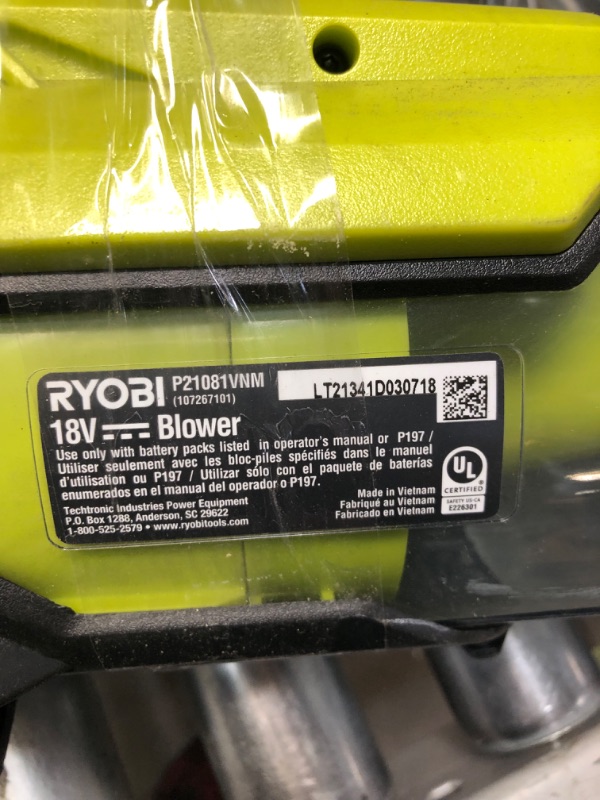 RYOBI P21081VNM
(107267101)
LT21341D030718
18V Blower
Use only with battery packs listed in operator's manual or P197 /
Utiliser seulement avec les bloc-piles spécifiés dans le manuel
d'utilisation ou P197 / Utilizar sólo con el paquete de baterías
enumerados en el manual del operador o P197.
Techtronic Industries Power Equipment
P.O. Box 1288, Anderson, SC 29622
1-800-525-2579 • www.ryobitools.com
Made in Vietnam
Fabriqué au Vietnam
Fabricado en Vietnam
UL
CERTIFIED
SAFETY US-CA
E226301